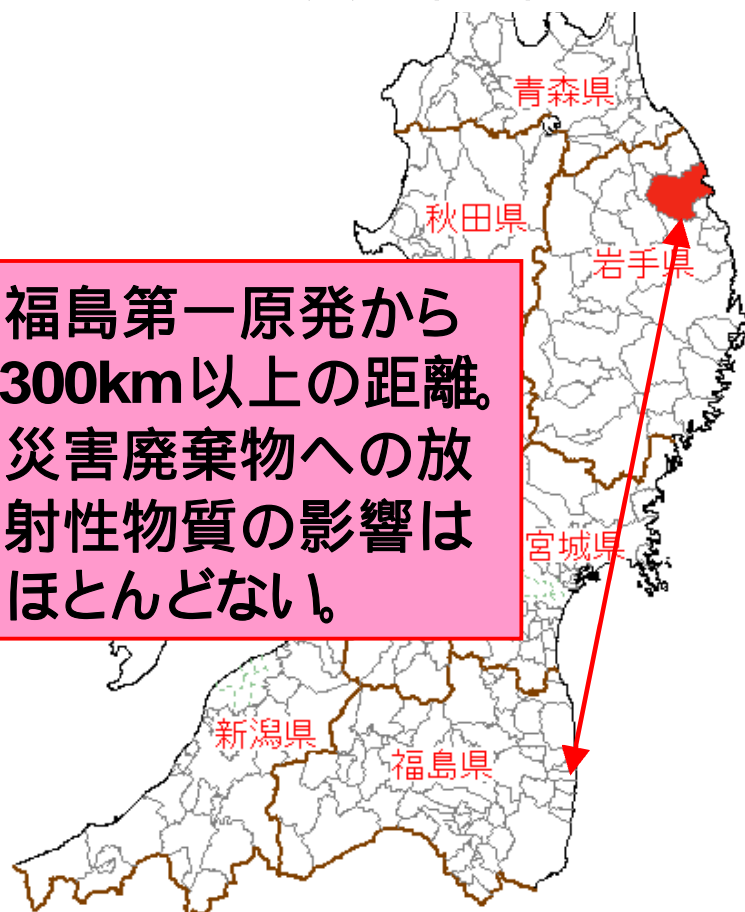 青森県
秋田県
岩手県
福島第一原発から
300km以上の距離。
災害廃棄物への放
射性物質の影響は
ほとんどない。
宮城県
新潟県
福島県